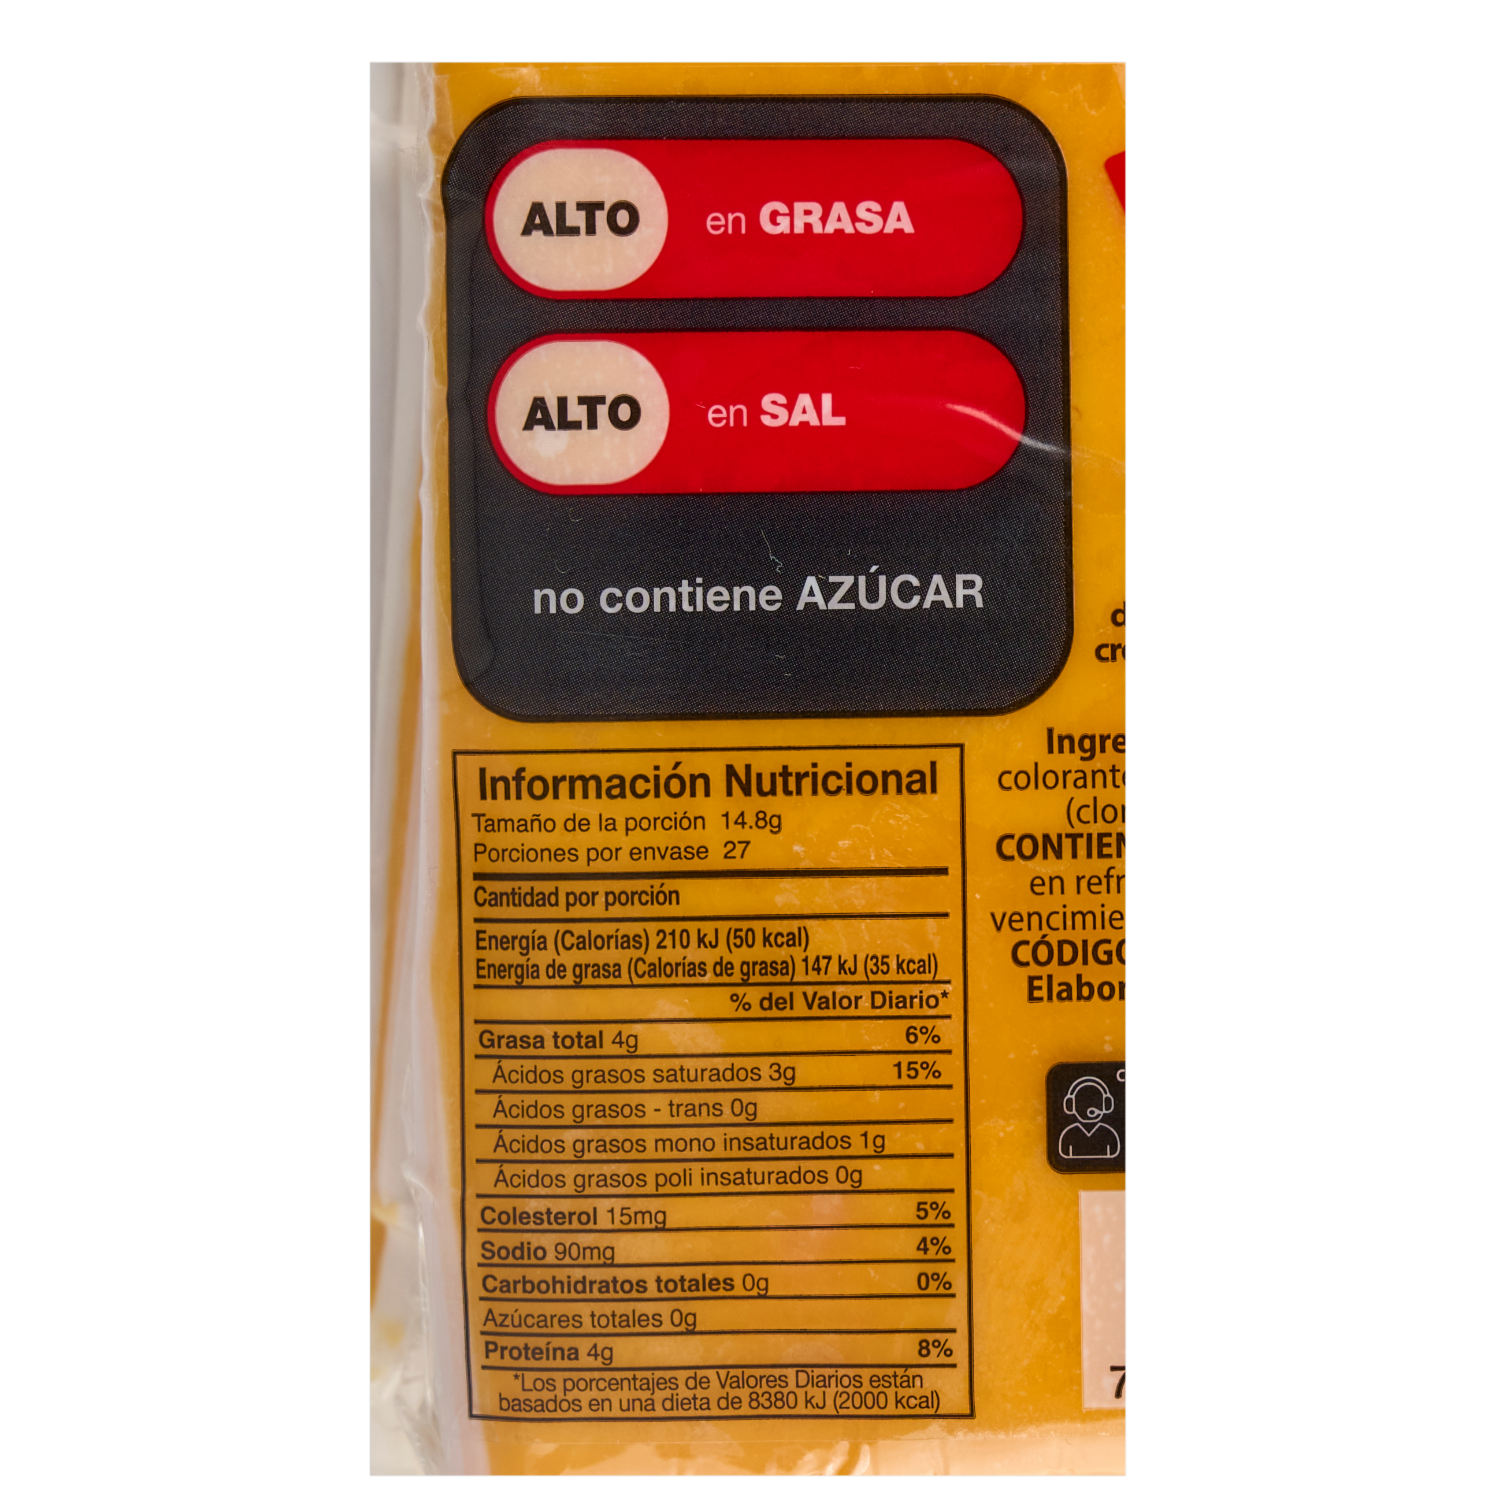 ALTO en GRASA
ALTO en SAL
no contiene AZÚCAR
Información Nutricional
Tamaño de la porción 14.8g
Porciones por envase 27
Cantidad por porción
Energía (Calorías) 210 kJ (50 kcal)
Energía de grasa (Calorías de grasa) 147 kJ (35 kcal)
% del Valor Diario*
Grasa total 4g 6%
Ácidos grasos saturados 3g 15%
Ácidos grasos - trans 0g
Ácidos grasos mono insaturados 1g
Ácidos grasos poli insaturados 0g
Colesterol 15mg 5%
Sodio 90mg 4%
Carbohidratos totales 0g 0%
Azúcares totales 0g
Proteína 4g 8%
*Los porcentajes de Valores Diarios están
basados en una dieta de 8380 kJ (2000 kcal)
d
cr
Ingre
colorant
(clo
CONTIEN
en refr
vencimie
CÓDIG
Elabor
7